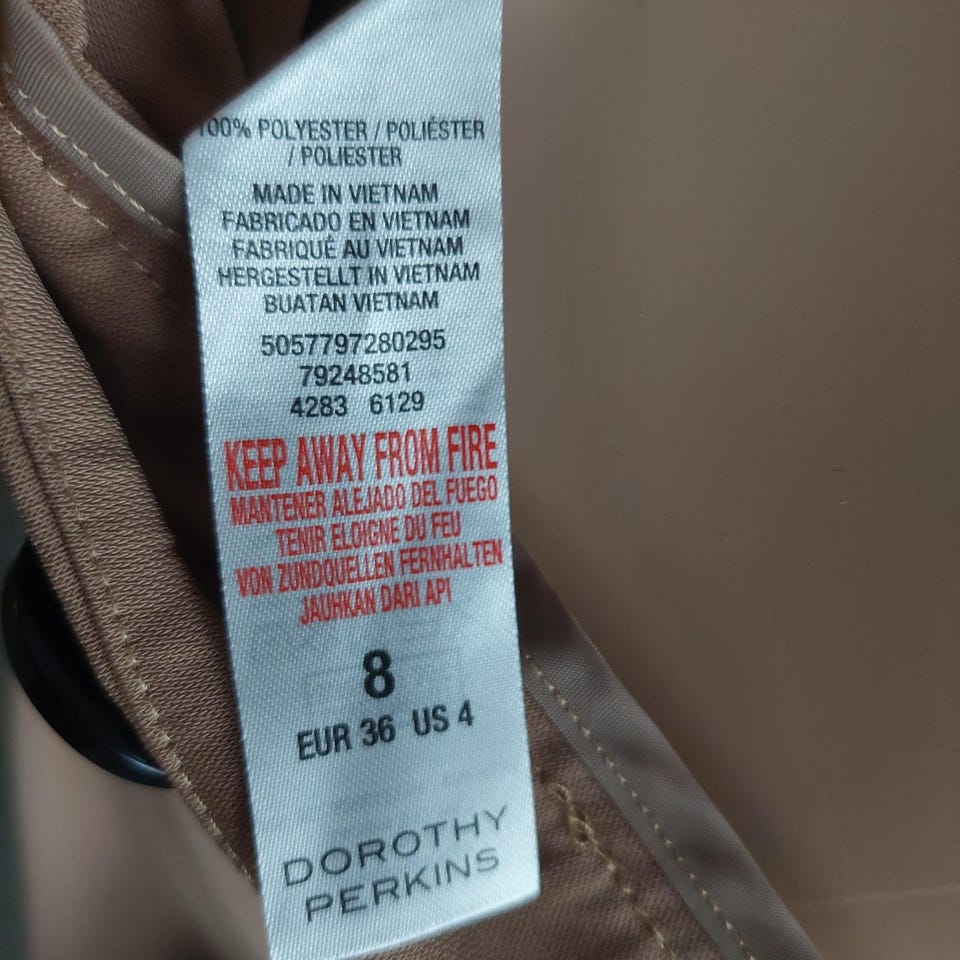 100% POLYESTER / POLIÉSTER
/ POLIESTER
MADE IN VIETNAM
FABRICADO EN VIETNAM
FABRIQUÉ AU VIETNAM
HERGESTELLT IN VIETNAM
BUATAN VIETNAM
5057797280295
79248581
4283 6129
KEEP AWAY FROM FIRE
MANTENER ALEJADO DEL FUEGO
TENIR ELOIGNE DU FEU
VON ZUNDQUELLEN FERNHALTEN
JAUHKAN DARI API
8
EUR 36 US 4
DOROTHY
PERKINS